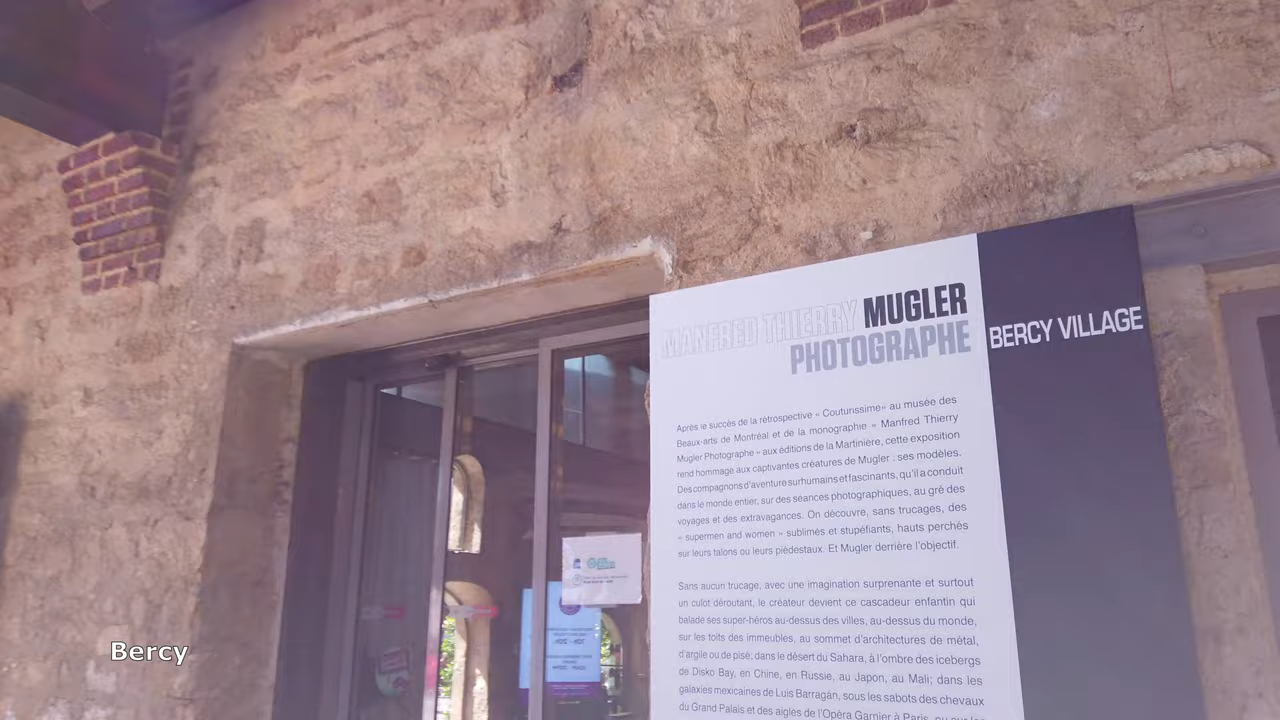 MANFRED THIERRY MUGLER
PHOTOGRAPHE
BERCY VILLAGE
Après le succès de la rétrospective « Couturissime» au musée des
Beaux-arts de Montréal et de la monographie « Manfred Thierry
Mugler Photographe » aux éditions de la Martinière, cette exposition
rend hommage aux captivantes créatures de Mugler : ses modèles.
Des compagnons d'aventure surhumains et fascinants, qu'il a conduit
dans le monde entier, sur des séances photographiques, au gré des
voyages et des extravagances. On découvre, sans trucages, des
« supermen and women » sublimes et stupéfiants, hauts perchés
sur leurs talons ou leurs piédestaux. Et Mugler derrière l'objectif.
Sans aucun trucage, avec une imagination surprenante et surtout
un culot déroutant, le créateur devient ce cascadeur enfantin qui
balade ses super-héros au-dessus des villes, au-dessus du monde,
sur les toits des immeubles, au sommet d'architectures de métal,
d'argile ou de pisé; dans le désert du Sahara, à l'ombre des icebergs
de Disko Bay, en Chine, en Russie, au Japon, au Mali; dans les
galaxies mexicaines de Luis Barragán, sous les sabots des chevaux
du Grand Palais et des aigles de l'Opéra Garnier à Paris, ou sur les
Bercy